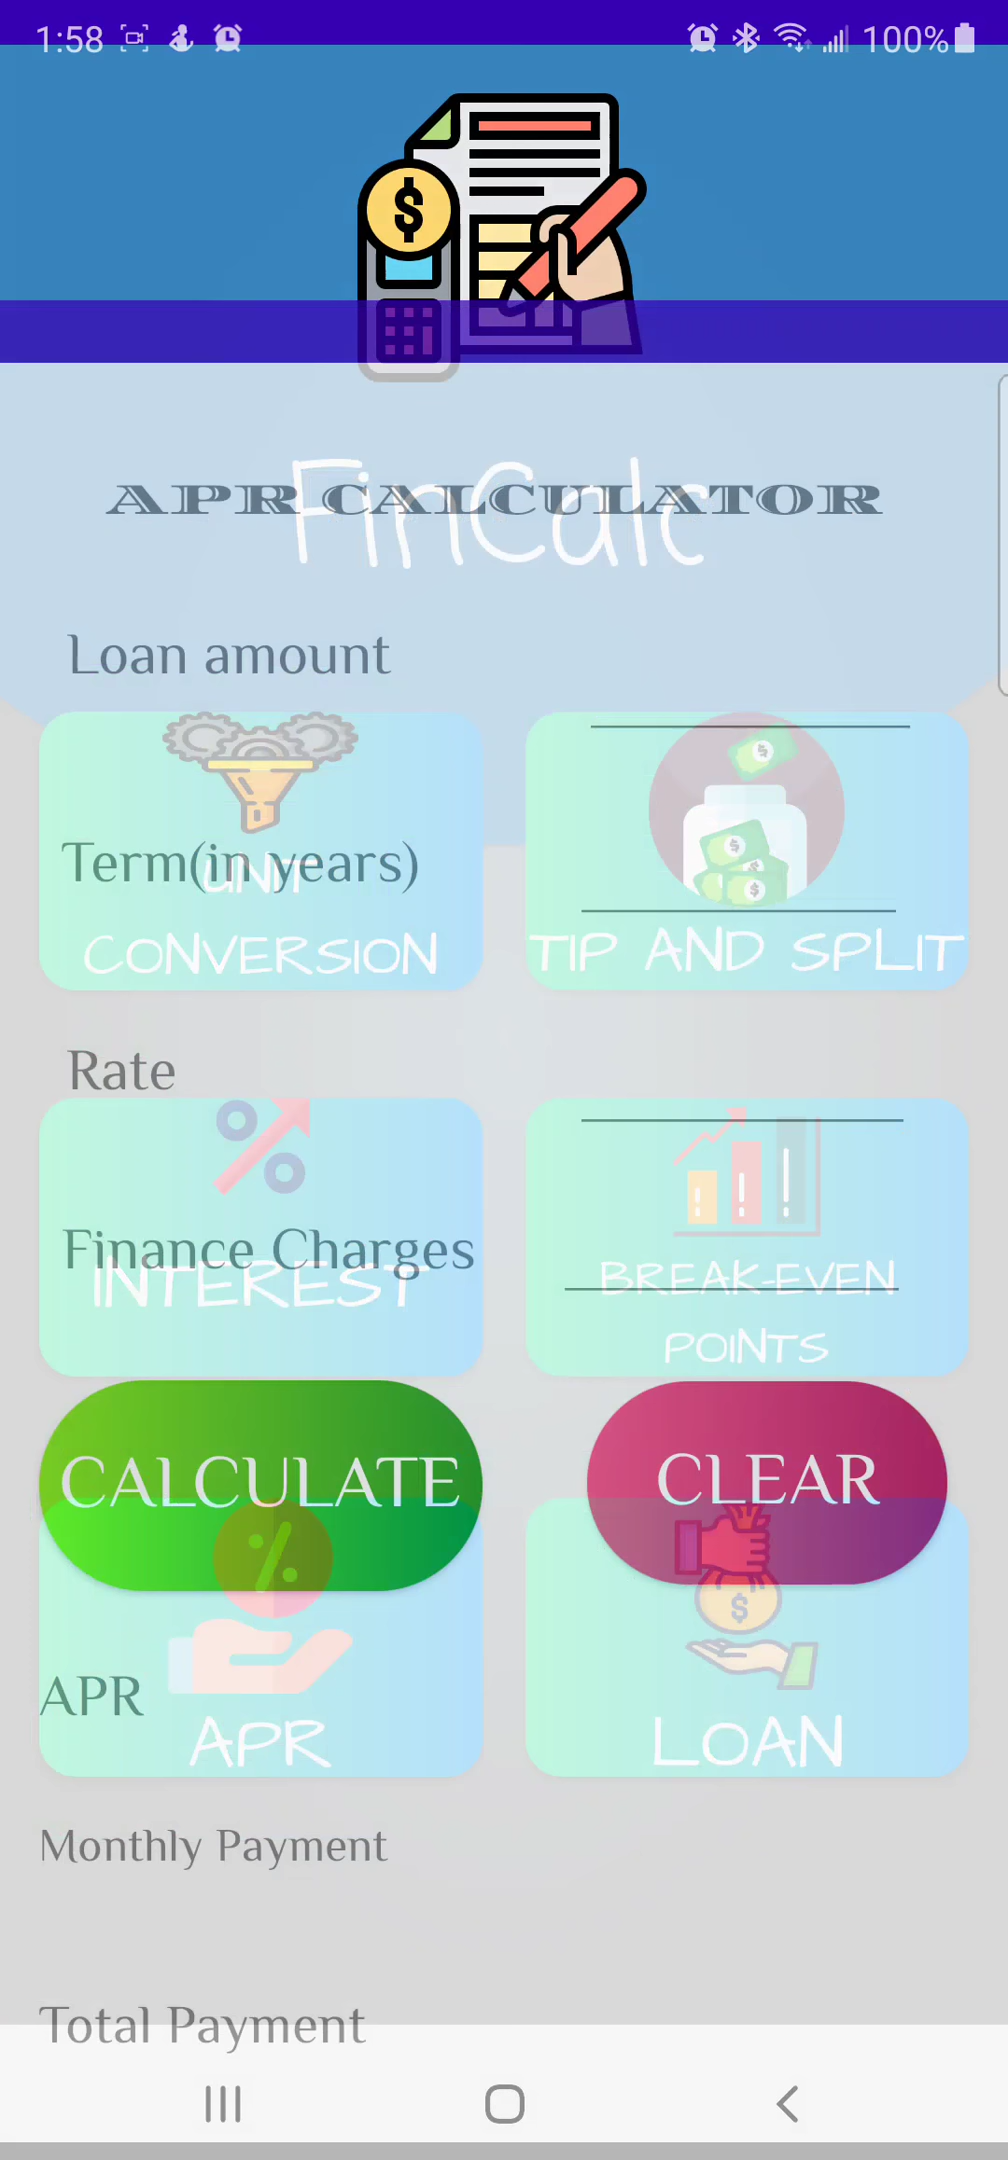 1:58 100%
APR CALCULATOR
FinCalc
Loan amount
Term(in years)
UNIT
CONVERSION
TIP AND SPLIT
Rate
Finance Charges
INTEREST
BREAK-EVEN
POINTS
CALCULATE CLEAR
APR
APR
LOAN
Monthly Payment
Total Payment